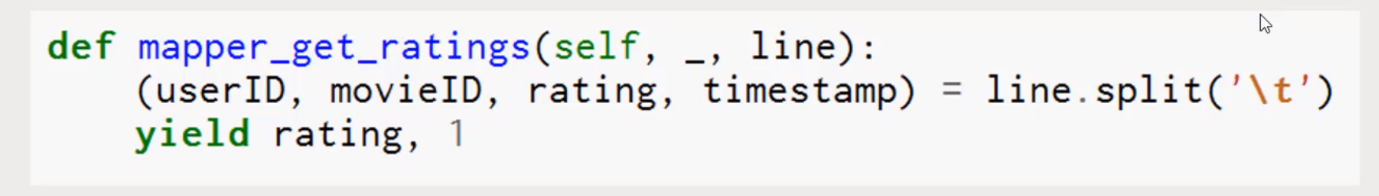 def mapper_get_ratings(self, _, line):
    (userID, movieID, rating, timestamp) = line.split('\t')
    yield rating, 1